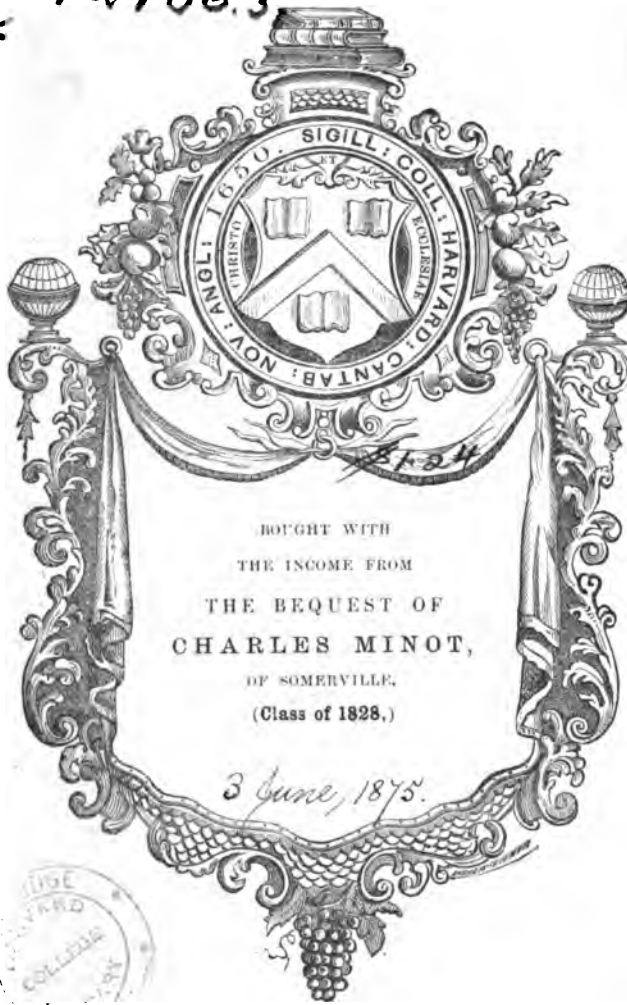 SIGILL: COLL: HARVARD: CANTAB: NOV: ANGL: 1650.
ET
CHRISTO
ECCLESIAE
BOUGHT WITH
THE INCOME FROM
THE BEQUEST OF
CHARLES MINOT,
OF SOMERVILLE,
(Class of 1828,)
3 June, 1875.
COLLEGE